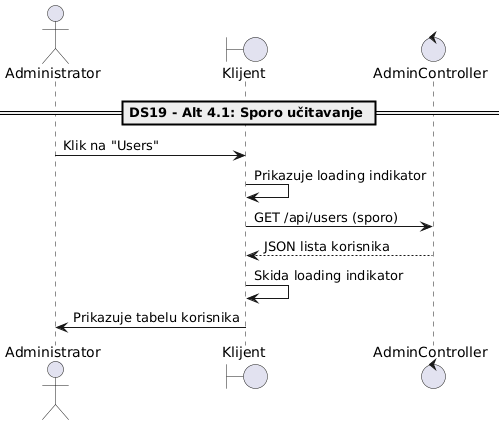 Administrator
Klijent
AdminController
DS19 - Alt 4.1: Sporo učitavanje
Klik na "Users"
Prikazuje loading indikator
GET /api/users (sporo)
JSON lista korisnika
Skida loading indikator
Prikazuje tabelu korisnika
Administrator
Klijent
AdminController